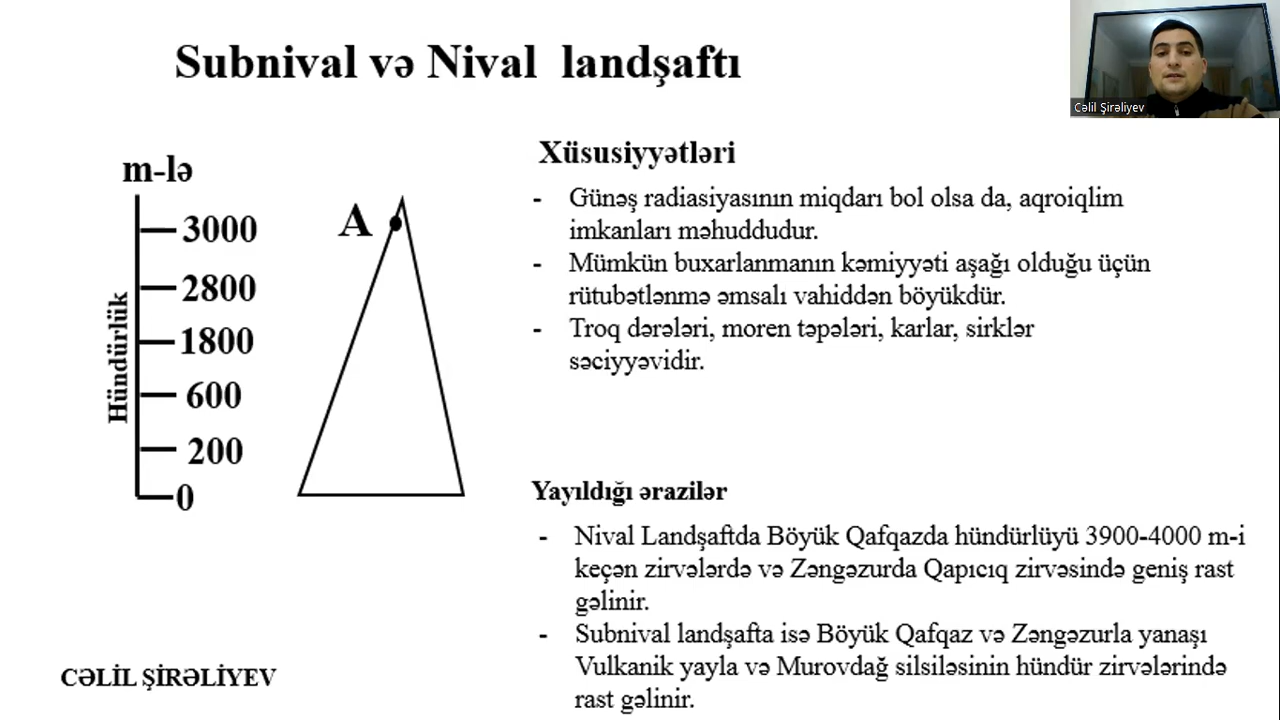 Subnival və Nival landşaftı
Cəlil Şirəliyev
m-lə
3000
2800
1800
600
200
0
Hündürlük
A
Xüsusiyyətləri
- Günəş radiasiyasının miqdarı bol olsa da, aqroiqlim
imkanları məhuddudur.
- Mümkün buxarlanmanın kəmiyyəti aşağı olduğu üçün
rütubətlənmə əmsalı vahiddən böyükdür.
- Troq dərələri, moren təpələri, karlar, sirklər
səciyyəvidir.
Yayıldığı ərazilər
- Nival Landşaftda Böyük Qafqazda hündürlüyü 3900-4000 m-i
keçən zirvələrdə və Zəngəzurda Qapıcıq zirvəsində geniş rast
gəlinir.
- Subnival landşafta isə Böyük Qafqaz və Zəngəzurla yanaşı
Vulkanik yayla və Murovdağ silsiləsinin hündür zirvələrində
rast gəlinir.
CƏLİL ŞİRƏLİYEV